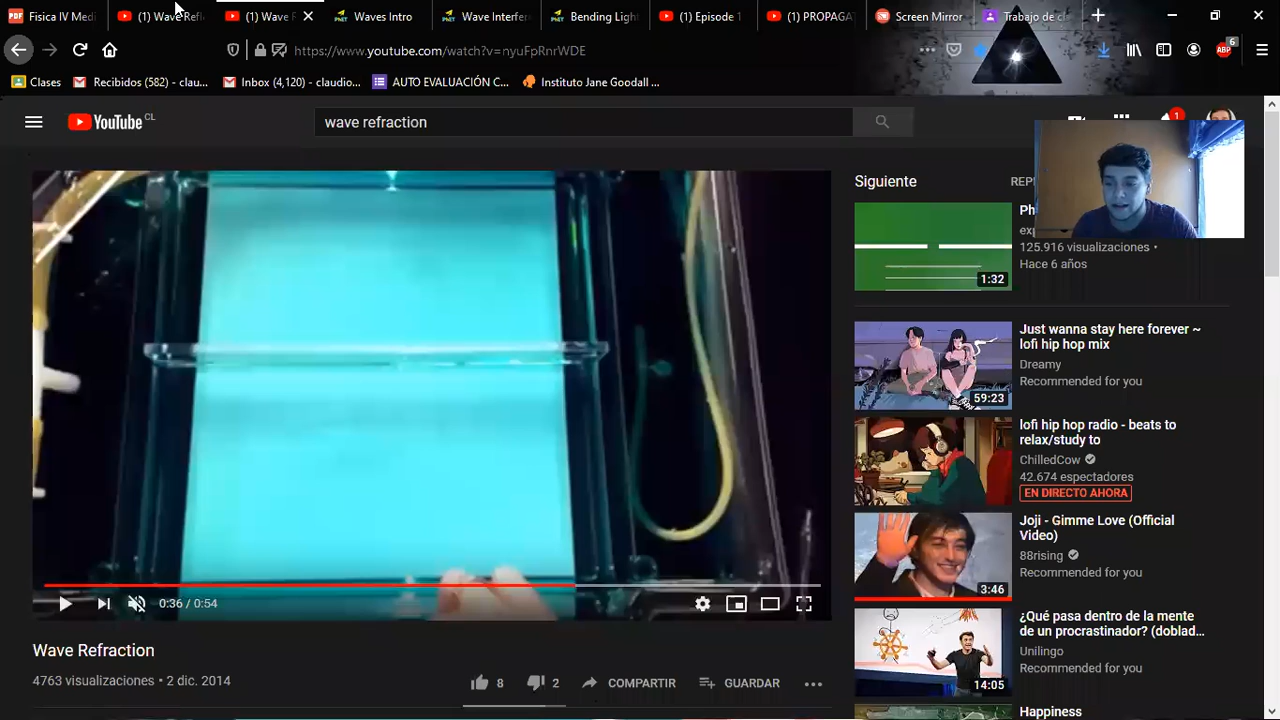 Fisica IV Medi
(1) Wave Refl
(1) Wave F
Waves Intro
Wave Interfer
Bending Ligh
(1) Episode 1
(1) PROPAGA
Screen Mirror
Trabajo de cl
https://www.youtube.com/watch?v=nyuFpRnrWDE
ABP
6
Clases
Recibidos (582) - clau...
Inbox (4,120) - claudio...
AUTO EVALUACIÓN C...
Instituto Jane Goodall ...
YouTube CL
wave refraction
1
Siguiente
REP
Ph
exp
125.916 visualizaciones •
Hace 6 años
1:32
Just wanna stay here forever ~
lofi hip hop mix
Dreamy
Recommended for you
59:23
lofi hip hop radio - beats to
relax/study to
ChilledCow
42.674 espectadores
EN DIRECTO AHORA
Joji - Gimme Love (Official
Video)
88rising
Recommended for you
3:46
¿Qué pasa dentro de la mente
de un procrastinador? (doblad...
Unilingo
Recommended for you
14:05
Happiness
0:36 / 0:54
Wave Refraction
4763 visualizaciones • 2 dic. 2014
8
2
COMPARTIR
GUARDAR